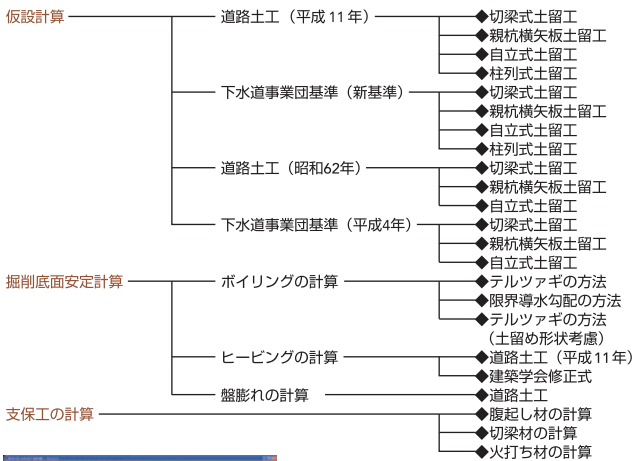 仮設計算 道路土工（平成 11 年） ◆切梁式土留工
◆親杭横矢板土留工
◆自立式土留工
◆柱列式土留工
下水道事業団基準（新基準） ◆切梁式土留工
◆親杭横矢板土留工
◆自立式土留工
◆柱列式土留工
道路土工（昭和62年） ◆切梁式土留工
◆親杭横矢板土留工
◆自立式土留工
下水道事業団基準（平成4年） ◆切梁式土留工
◆親杭横矢板土留工
◆自立式土留工
掘削底面安定計算 ボイリングの計算 ◆テルツァギの方法
◆限界導水勾配の方法
◆テルツァギの方法
（土留め形状考慮）
ヒービングの計算 ◆道路土工（平成 11 年）
◆建築学会修正式
盤膨れの計算 ◆道路土工
支保工の計算 ◆腹起し材の計算
◆切梁材の計算
◆火打ち材の計算